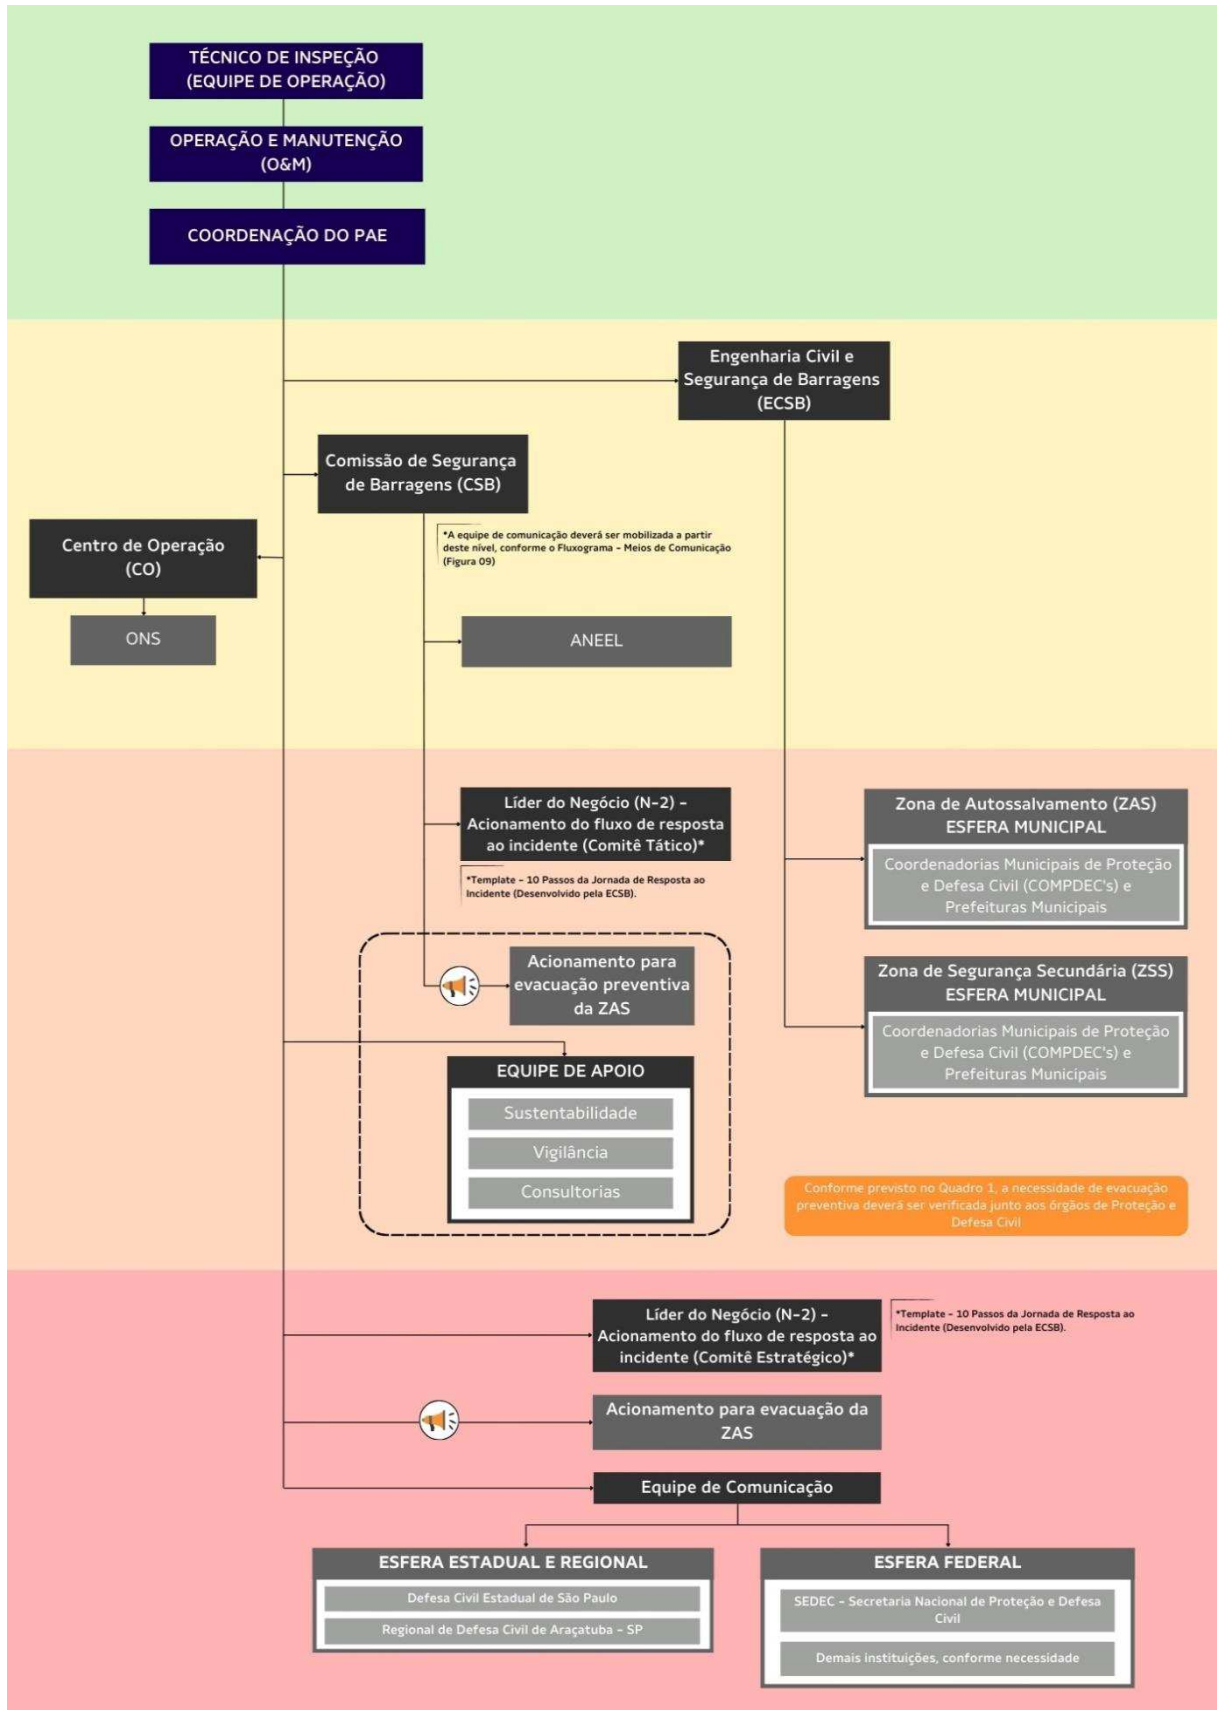 TÉCNICO DE INSPEÇÃO
(EQUIPE DE OPERAÇÃO)
OPERAÇÃO E MANUTENÇÃO
(O&M)
COORDENAÇÃO DO PAE
Engenharia Civil e
Segurança de Barragens
(ECSB)
Comissão de Segurança
de Barragens (CSB)
*A equipe de comunicação deverá ser mobilizada a partir
deste nível, conforme o Fluxograma – Meios de Comunicação
(Figura 09)
Centro de Operação
(CO)
ONS
ANEEL
Líder do Negócio (N-2) –
Acionamento do fluxo de resposta
ao incidente (Comitê Tático)*
*Template – 10 Passos da Jornada de Resposta ao
Incidente (Desenvolvido pela ECSB).
Zona de Autossalvamento (ZAS)
ESFERA MUNICIPAL
Coordenadorias Municipais de Proteção
e Defesa Civil (COMPDEC's) e
Prefeituras Municipais
Acionamento para
evacuação preventiva
da ZAS
Zona de Segurança Secundária (ZSS)
ESFERA MUNICIPAL
Coordenadorias Municipais de Proteção
e Defesa Civil (COMPDEC's) e
Prefeituras Municipais
EQUIPE DE APOIO
Sustentabilidade
Vigilância
Consultorias
Conforme previsto no Quadro 1, a necessidade de evacuação
preventiva deverá ser verificada junto aos órgãos de Proteção e
Defesa Civil
Líder do Negócio (N-2) –
Acionamento do fluxo de resposta ao
incidente (Comitê Estratégico)*
*Template – 10 Passos da Jornada de Resposta ao
Incidente (Desenvolvido pela ECSB).
Acionamento para evacuação da
ZAS
Equipe de Comunicação
ESFERA ESTADUAL E REGIONAL
Defesa Civil Estadual de São Paulo
Regional de Defesa Civil de Araçatuba – SP
ESFERA FEDERAL
SEDEC – Secretaria Nacional de Proteção e Defesa
Civil
Demais instituições, conforme necessidade